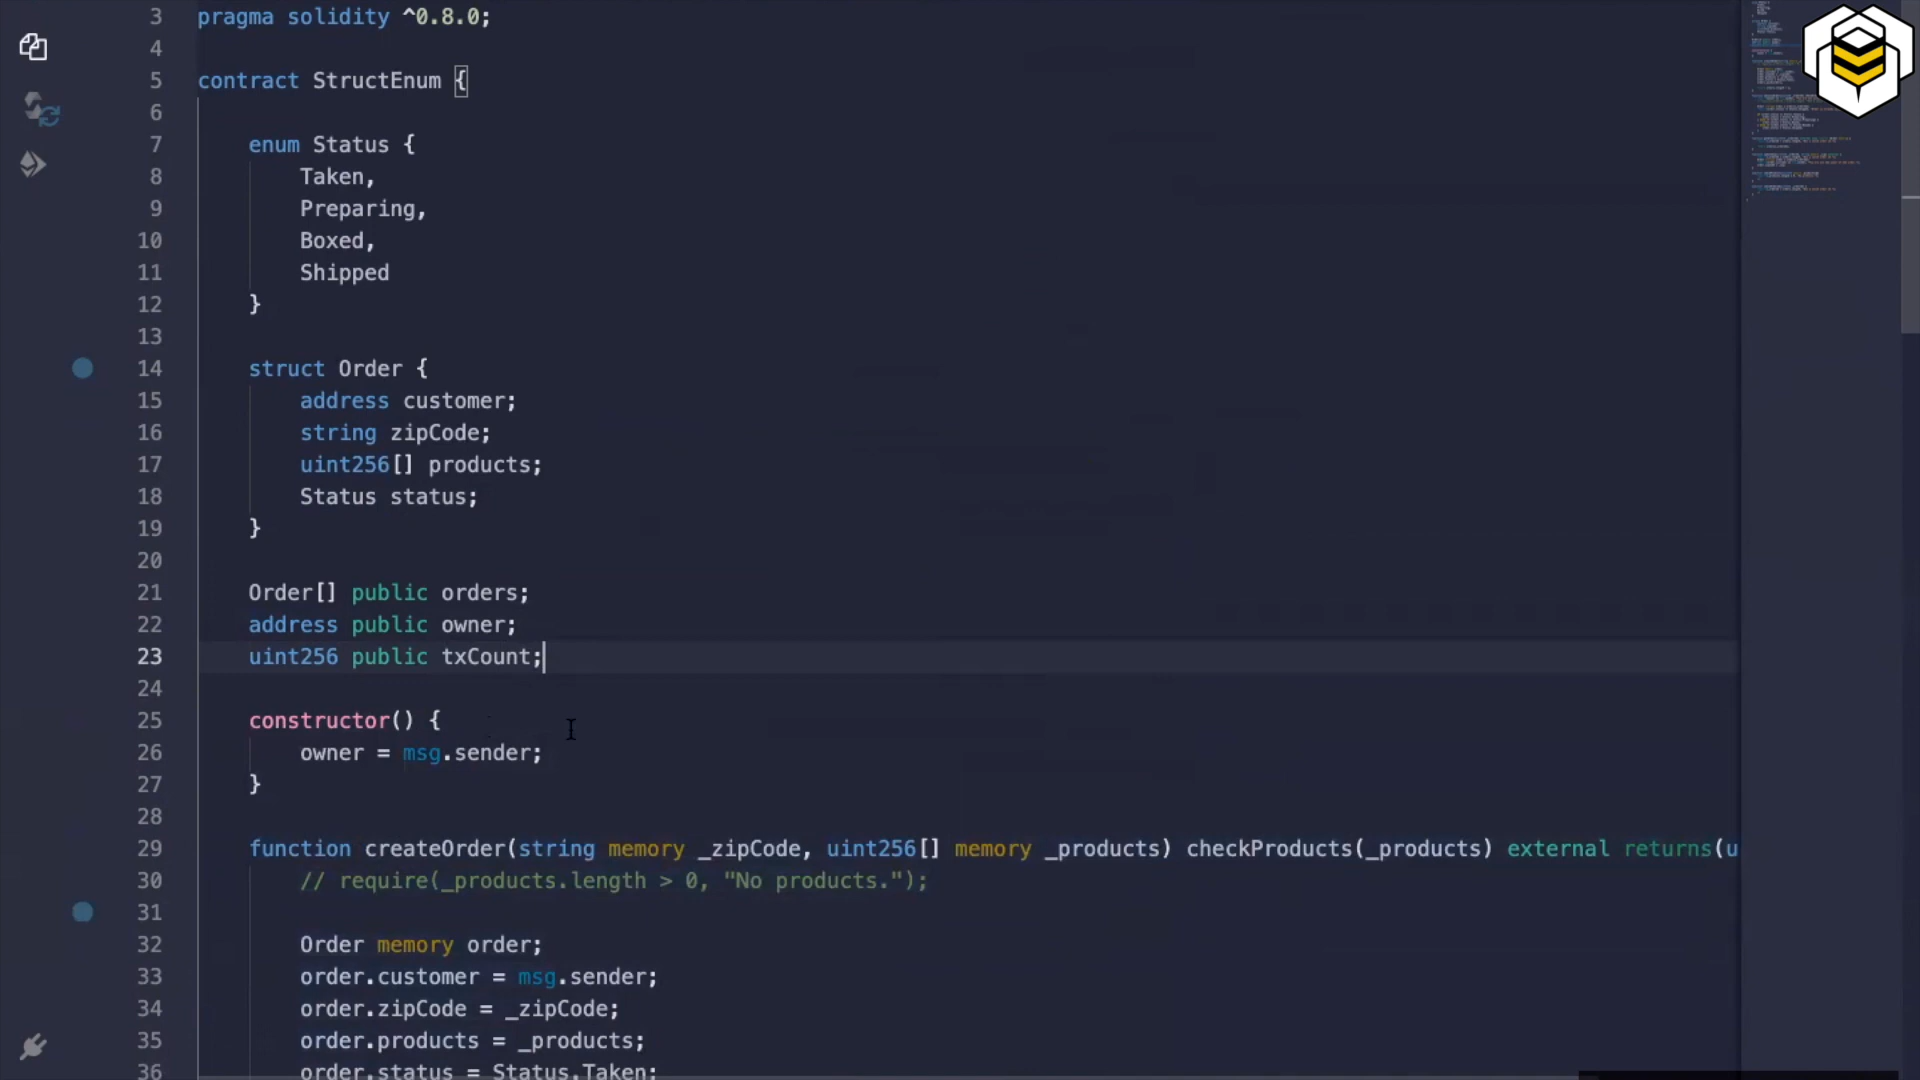 3 pragma solidity ^0.8.0;
4
5 contract StructEnum {
6
7 enum Status {
8 Taken,
9 Preparing,
10 Boxed,
11 Shipped
12 }
13
14 struct Order {
15 address customer;
16 string zipCode;
17 uint256[] products;
18 Status status;
19 }
20
21 Order[] public orders;
22 address public owner;
23 uint256 public txCount;
24
25 constructor() {
26 owner = msg.sender;
27 }
28
29 function createOrder(string memory _zipCode, uint256[] memory _products) checkProducts(_products) external returns(u
30 // require(_products.length > 0, "No products.");
31
32 Order memory order;
33 order.customer = msg.sender;
34 order.zipCode = _zipCode;
35 order.products = _products;
36 order.status = Status.Taken;